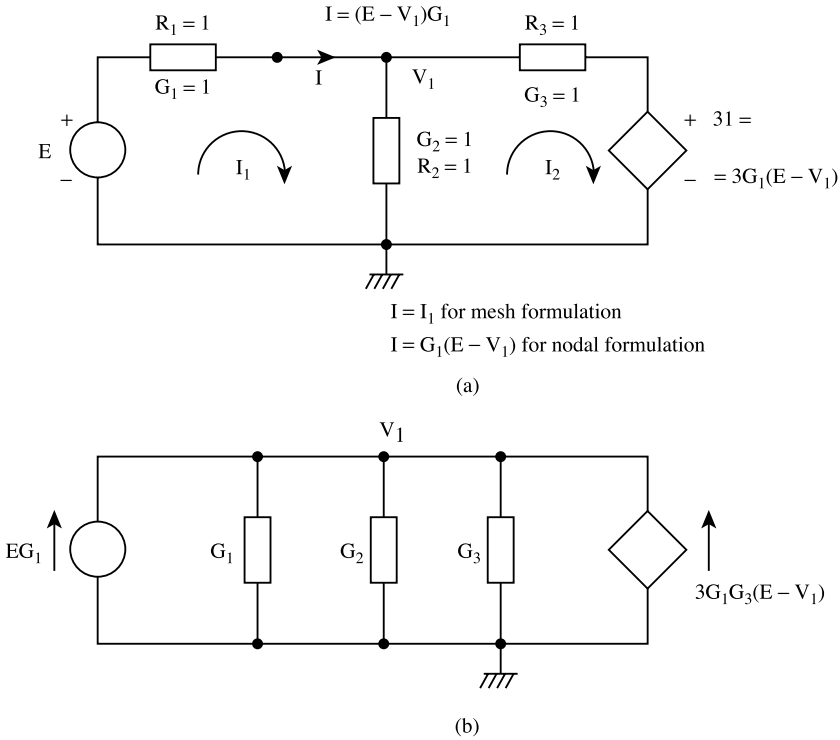 I = (E − V₁)G₁
R₁ = 1
R₃ = 1
I
V₁
G₁ = 1
G₃ = 1
+
E
−
I₁
G₂ = 1
R₂ = 1
I₂
+ 31 =
− = 3G₁(E − V₁)
I = I₁ for mesh formulation
I = G₁(E − V₁) for nodal formulation
(a)
V₁
EG₁
G₁
G₂
G₃
3G₁G₃(E − V₁)
(b)